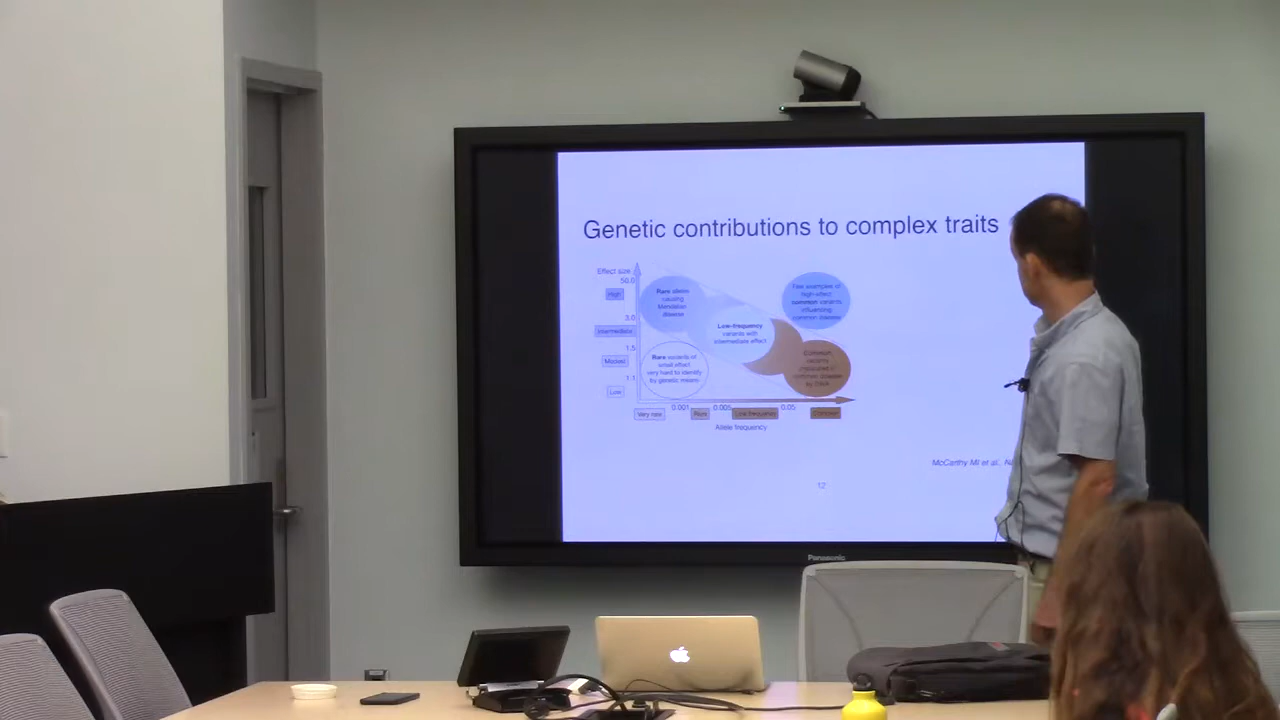 Genetic contributions to complex traits
Effect size
50.0
High
Rare alleles
causing
Mendelian
disease
Few examples of
high-effect
common variants
influencing
common disease
3.0
Intermediate
Low-frequency
variants with
intermediate effect
1.5
Modest
Rare variants of
small effect
very hard to identify
by genetic means
Common
variants
implicated in
common disease
by GWA
1.1
Low
0.001
0.005
0.05
Very rare
Rare
Low frequency
Common
Allele frequency
McCarthy MI et al.,
12
Panasonic